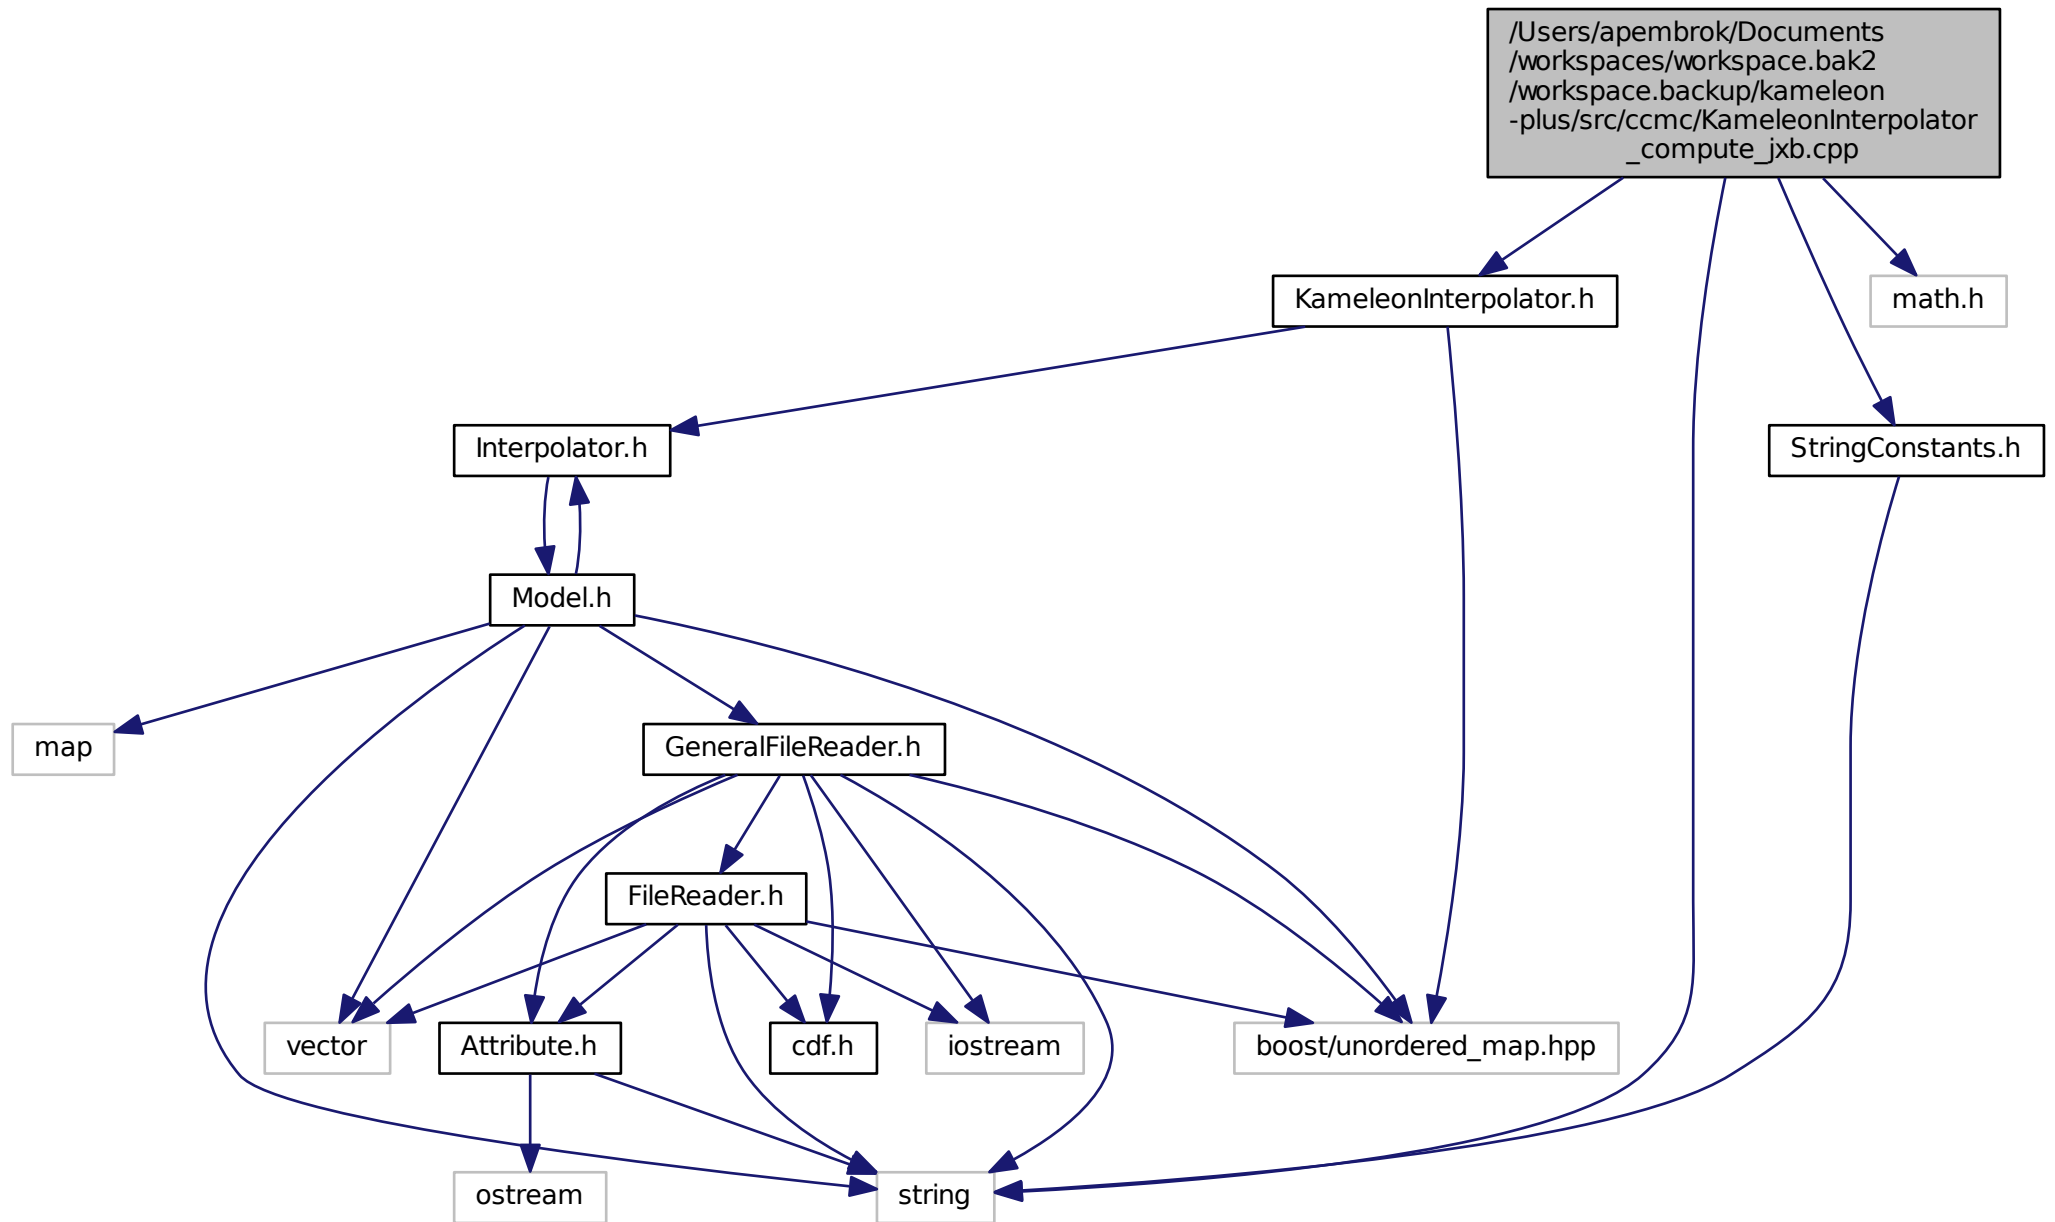 /Users/apembrok/Documents
/workspaces/workspace.bak2
/workspace.backup/kameleon
-plus/src/ccmc/KameleonInterpolator
_compute_jxb.cpp
KameleonInterpolator.h
math.h
Interpolator.h
StringConstants.h
Model.h
map
GeneralFileReader.h
FileReader.h
vector
Attribute.h
cdf.h
iostream
boost/unordered_map.hpp
ostream
string